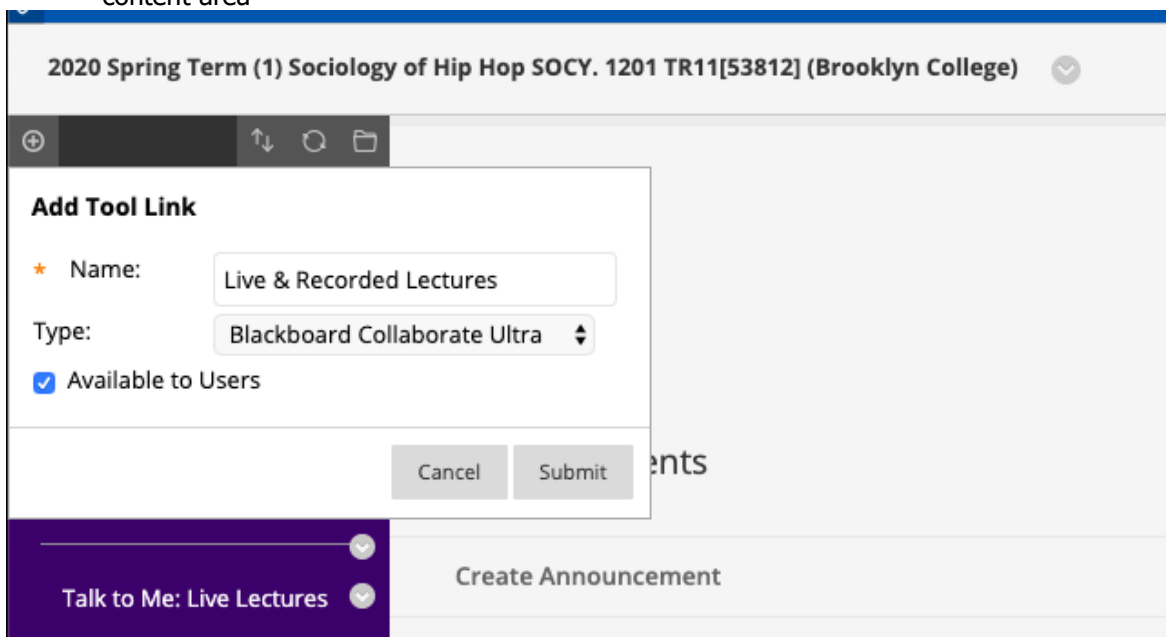 content area
2020 Spring Term (1) Sociology of Hip Hop SOCY. 1201 TR11[53812] (Brooklyn College)
Add Tool Link
* Name: Live & Recorded Lectures
Type: Blackboard Collaborate Ultra
Available to Users
Cancel Submit
ents
Create Announcement
Talk to Me: Live Lectures